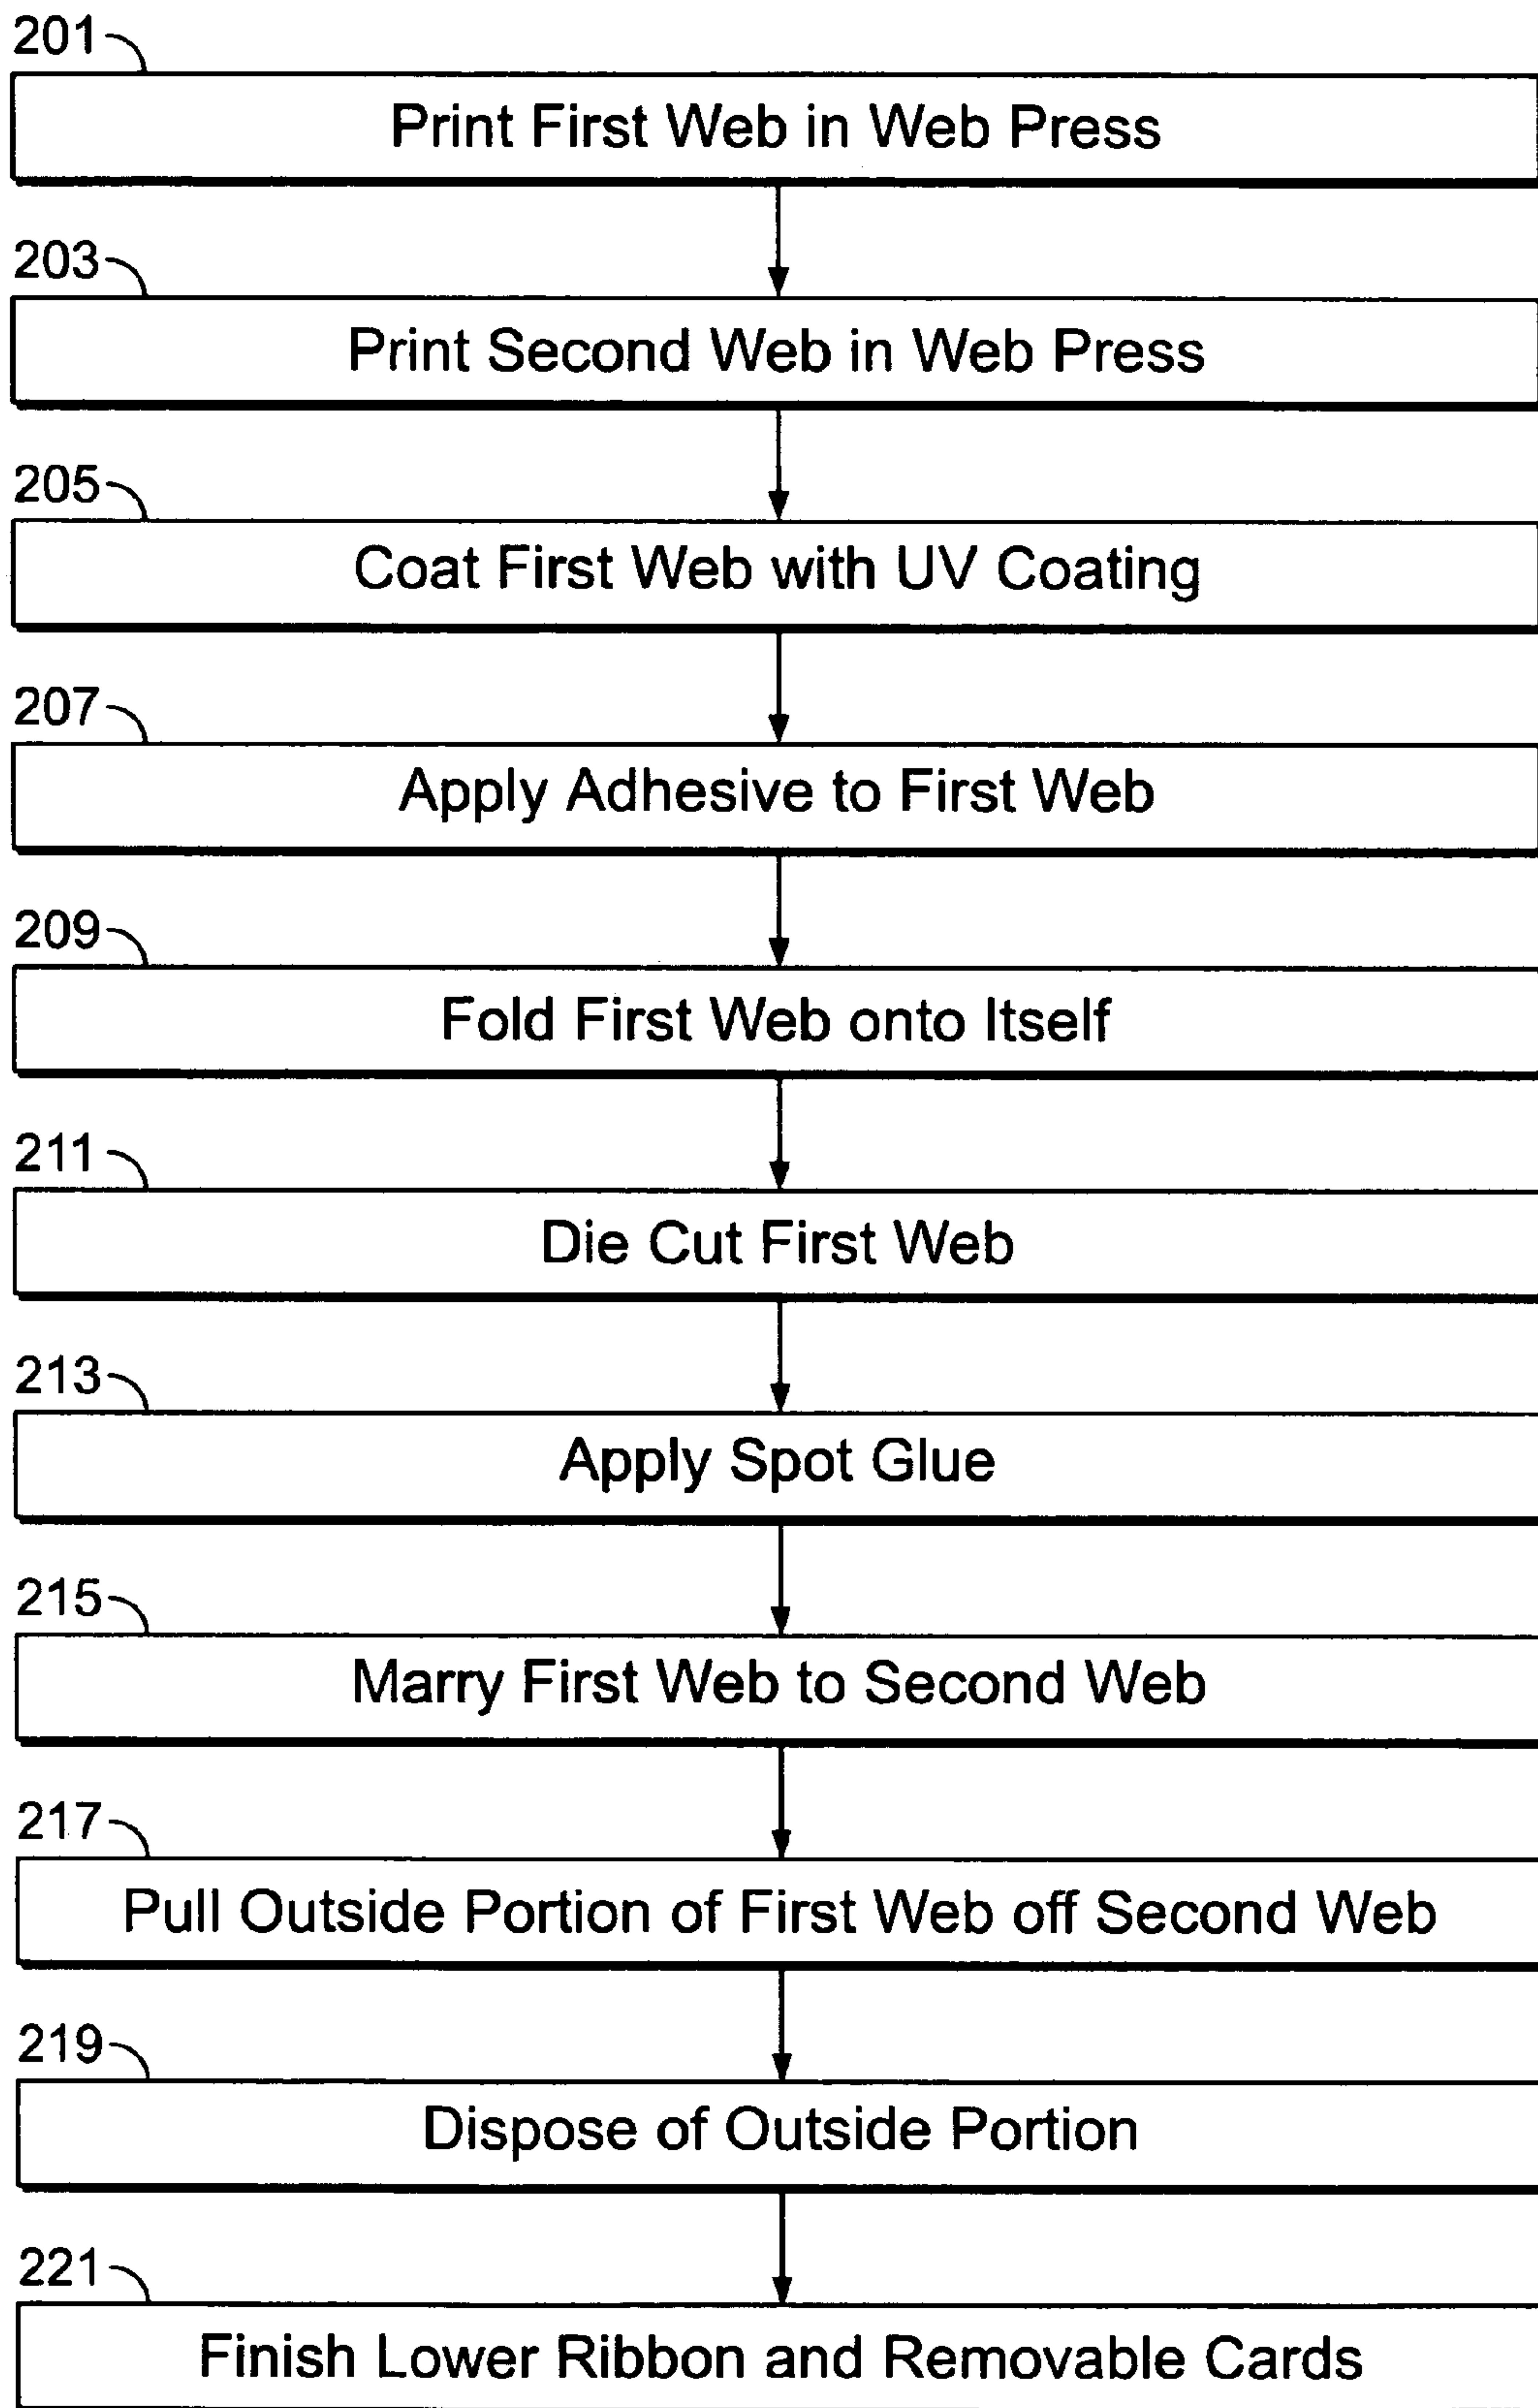 201
Print First Web in Web Press
203
Print Second Web in Web Press
205
Coat First Web with UV Coating
207
Apply Adhesive to First Web
209
Fold First Web onto Itself
211
Die Cut First Web
213
Apply Spot Glue
215
Marry First Web to Second Web
217
Pull Outside Portion of First Web off Second Web
219
Dispose of Outside Portion
221
Finish Lower Ribbon and Removable Cards